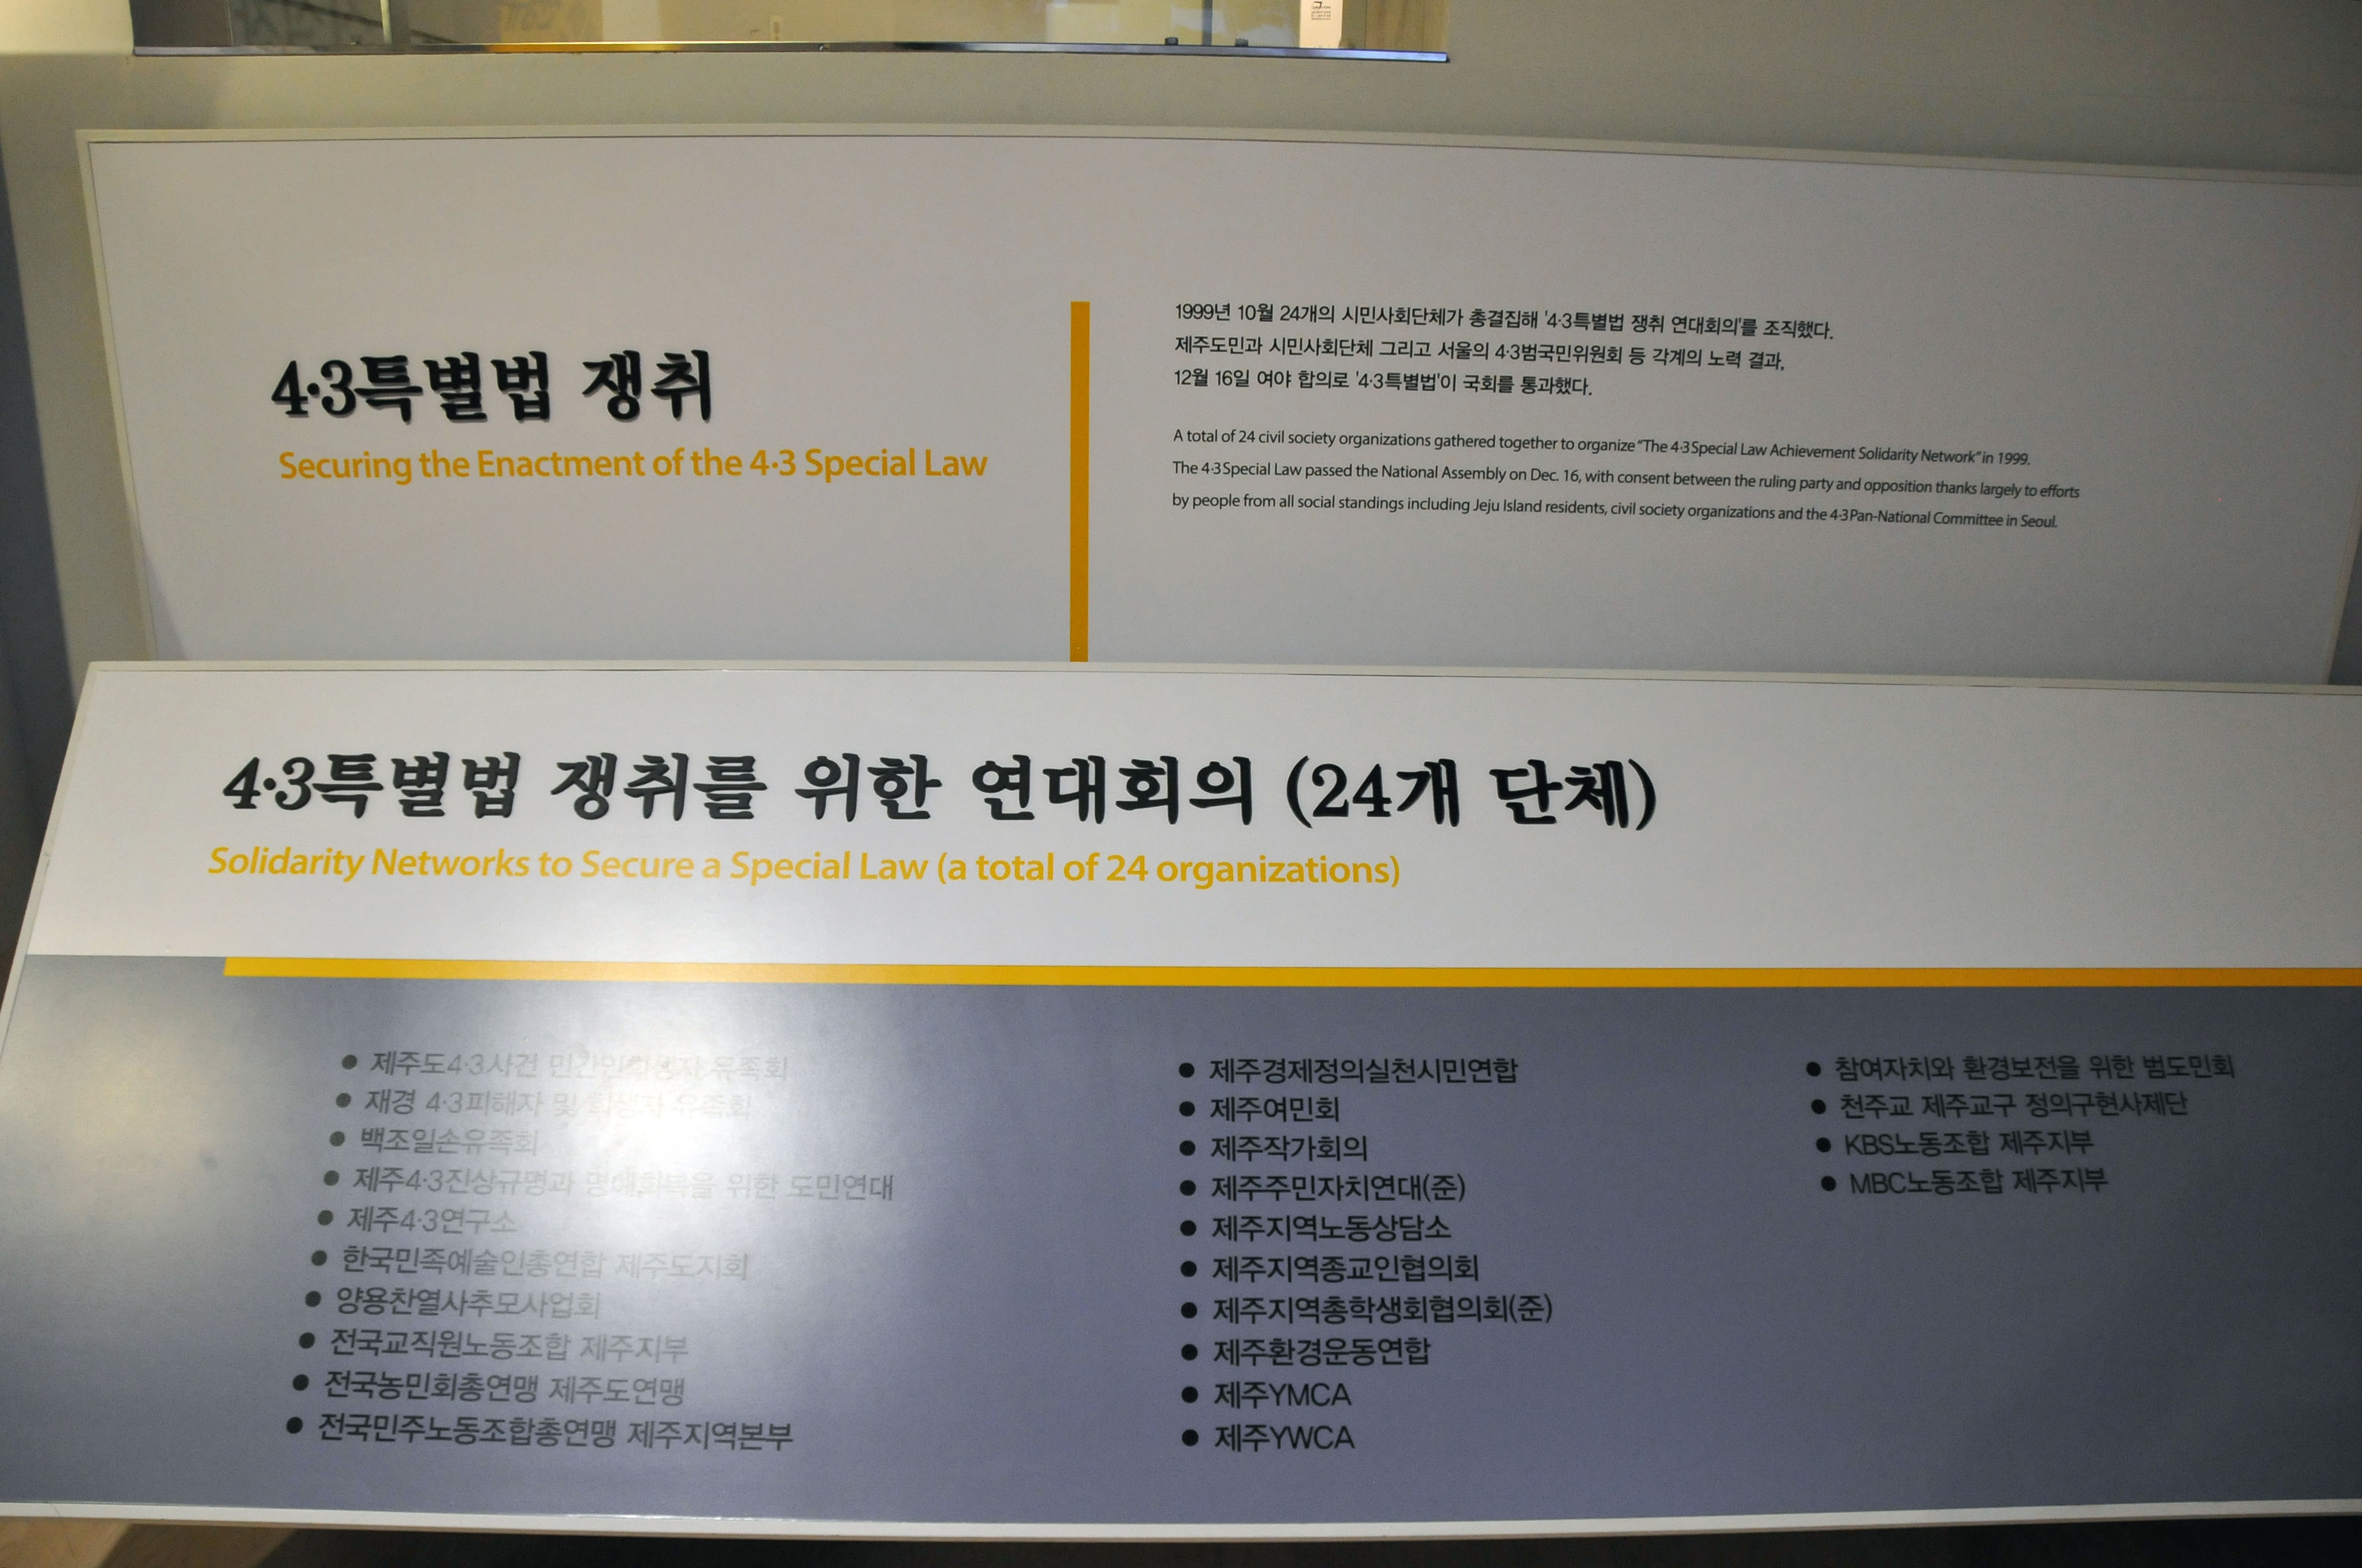 4·3특별법 쟁취
Securing the Enactment of the 4·3 Special Law
1999년 10월 24개의 시민사회단체가 총결집해 '4·3특별법 쟁취 연대회의'를 조직했다.
제주도민과 시민사회단체 그리고 서울의 4·3범국민위원회 등 각계의 노력 결과,
12월 16일 여야 합의로 '4·3특별법'이 국회를 통과했다.
A total of 24 civil society organizations gathered together to organize “The 4·3 Special Law Achievement Solidarity Network” in 1999.
The 4·3 Special Law passed the National Assembly on Dec. 16, with consent between the ruling party and opposition thanks largely to efforts
by people from all social standings including Jeju Island residents, civil society organizations and the 4·3 Pan-National Committee in Seoul.
4·3특별법 쟁취를 위한 연대회의 (24개 단체)
Solidarity Networks to Secure a Special Law (a total of 24 organizations)
● 제주도4·3사건 민간인희생자 유족회
● 재경 4·3피해자 및 희생자 유족회
● 백조일손유족회
● 제주4·3진상규명과 명예회복을 위한 도민연대
● 제주4·3연구소
● 한국민족예술인총연합 제주도지회
● 양용찬열사추모사업회
● 전국교직원노동조합 제주지부
● 전국농민회총연맹 제주도연맹
● 전국민주노동조합총연맹 제주지역본부
● 제주경제정의실천시민연합
● 제주여민회
● 제주작가회의
● 제주주민자치연대(준)
● 제주지역노동상담소
● 제주지역종교인협의회
● 제주지역총학생회협의회(준)
● 제주환경운동연합
● 제주YMCA
● 제주YWCA
● 참여자치와 환경보전을 위한 범도민회
● 천주교 제주교구 정의구현사제단
● KBS노동조합 제주지부
● MBC노동조합 제주지부